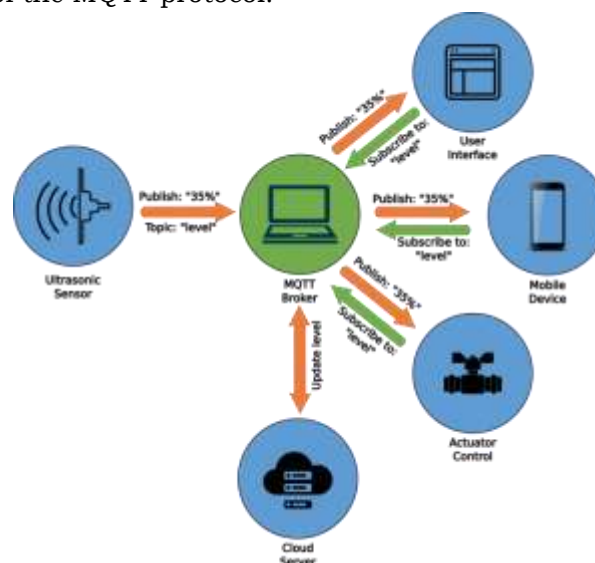 the MQTT protocol.
Publish: "35%"
Subscribe to:
"level"
User
Interface
Publish: "35%"
Topic: "level"
Ultrasonic
Sensor
MQTT
Broker
Publish: "35%"
Subscribe to:
"level"
Mobile
Device
Publish: "35%"
Subscribe to:
"level"
Actuator
Control
Update level
Cloud
Server